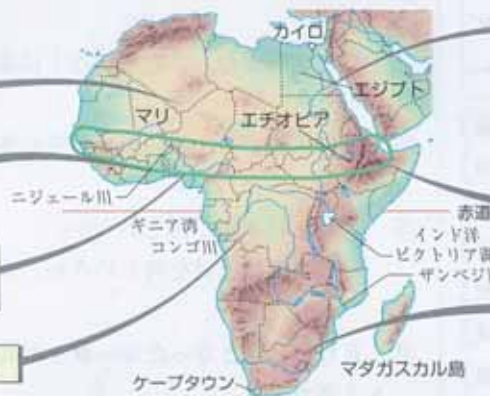 カイロ
エジプト
マリ
エチオピア
ニジェール川
赤道
ギニア湾
インド洋
コンゴ川
ビクトリア湖
ザンベジ
マダガスカル島
ケープタウン